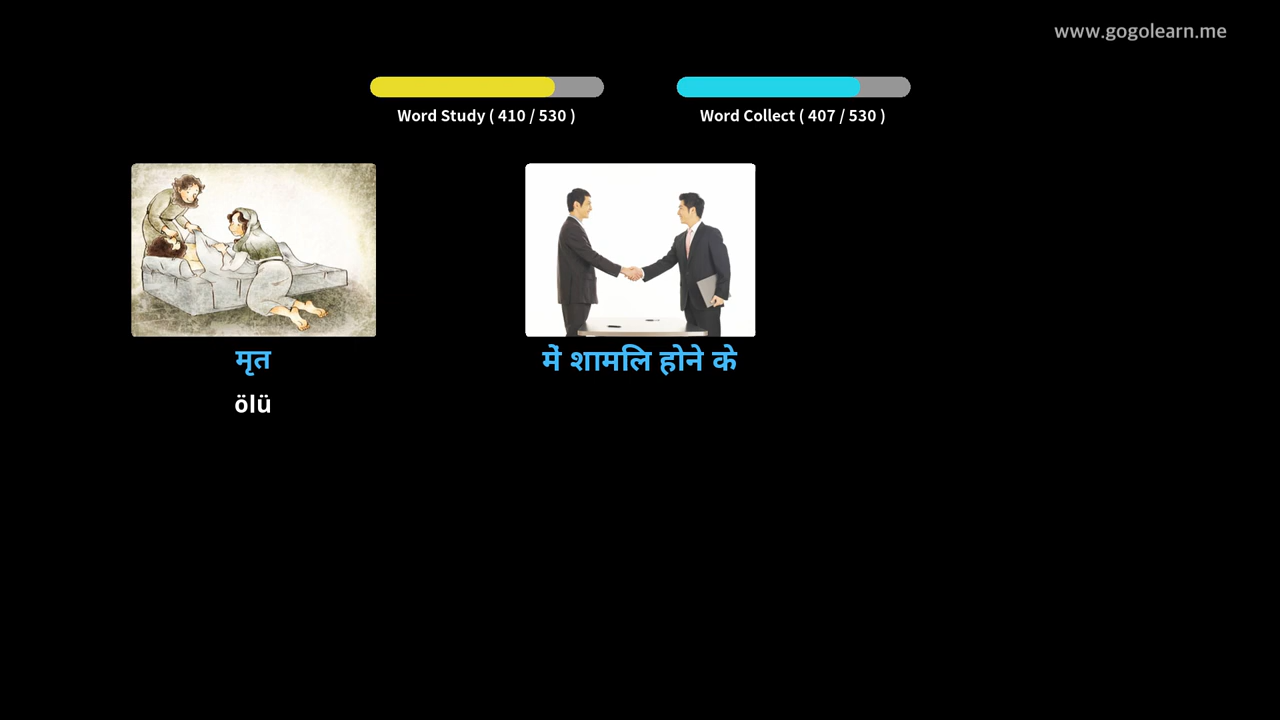 www.gogolearn.me
Word Study ( 410 / 530 )
Word Collect ( 407 / 530 )
मृत
ölü
में शामलि होने के